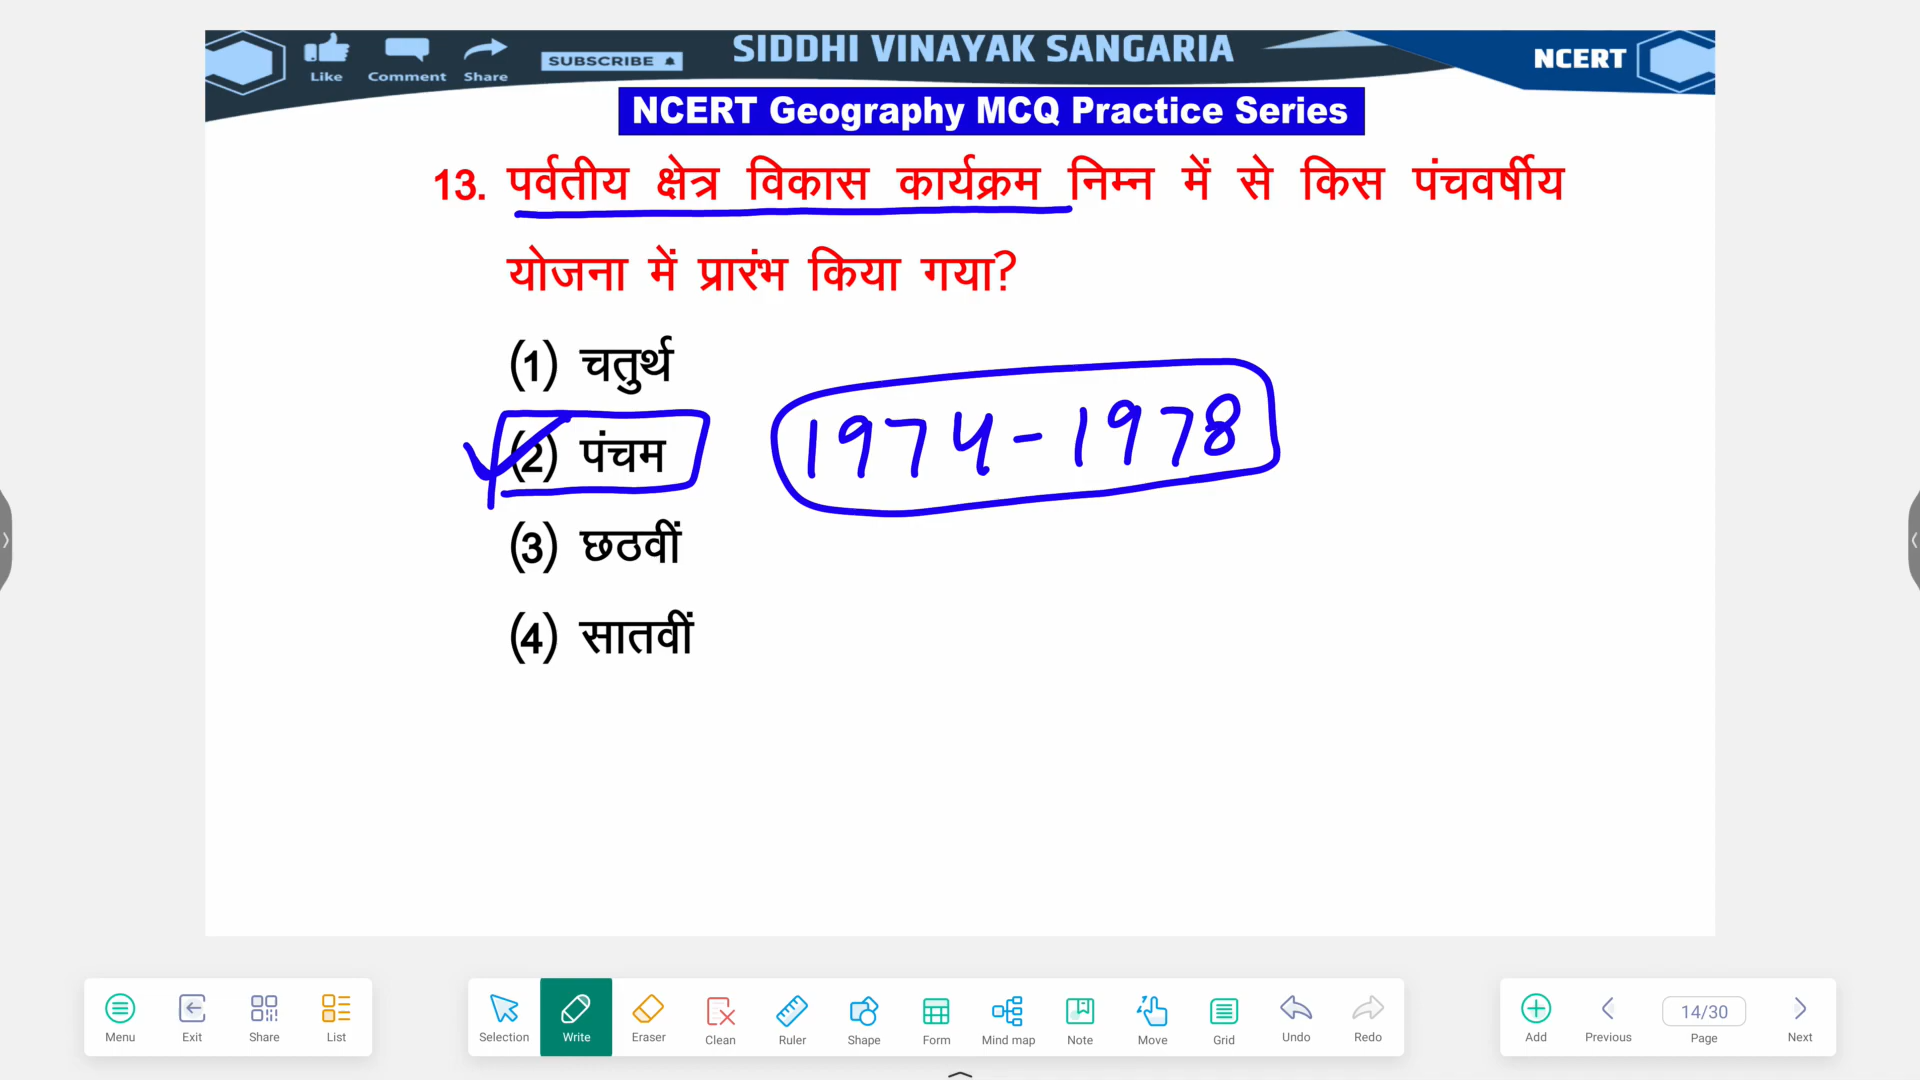 SIDDHI VINAYAK SANGARIA
Like
Comment
Share
SUBSCRIBE
NCERT
NCERT Geography MCQ Practice Series
13. पर्वतीय क्षेत्र विकास कार्यक्रम निम्न में से किस पंचवर्षीय
योजना में प्रारंभ किया गया?
(1) चतुर्थ
(2) पंचम
1974-1978
(3) छठवीं
(4) सातवीं
Menu
Exit
Share
List
Selection
Write
Eraser
Clean
Ruler
Shape
Form
Mind map
Note
Move
Grid
Undo
Redo
Add
Previous
14/30
Page
Next